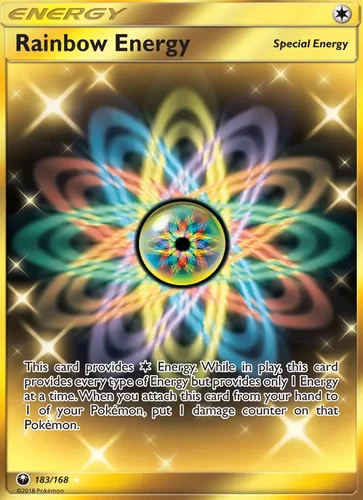 ENERGY
Rainbow Energy
Special Energy
This card provides Energy. While in play, this card
provides every type of Energy but provides only 1 Energy
at a time. When you attach this card from your hand to
1 of your Pokémon, put 1 damage counter on that
Pokémon.
183/168
©2018 Pokémon